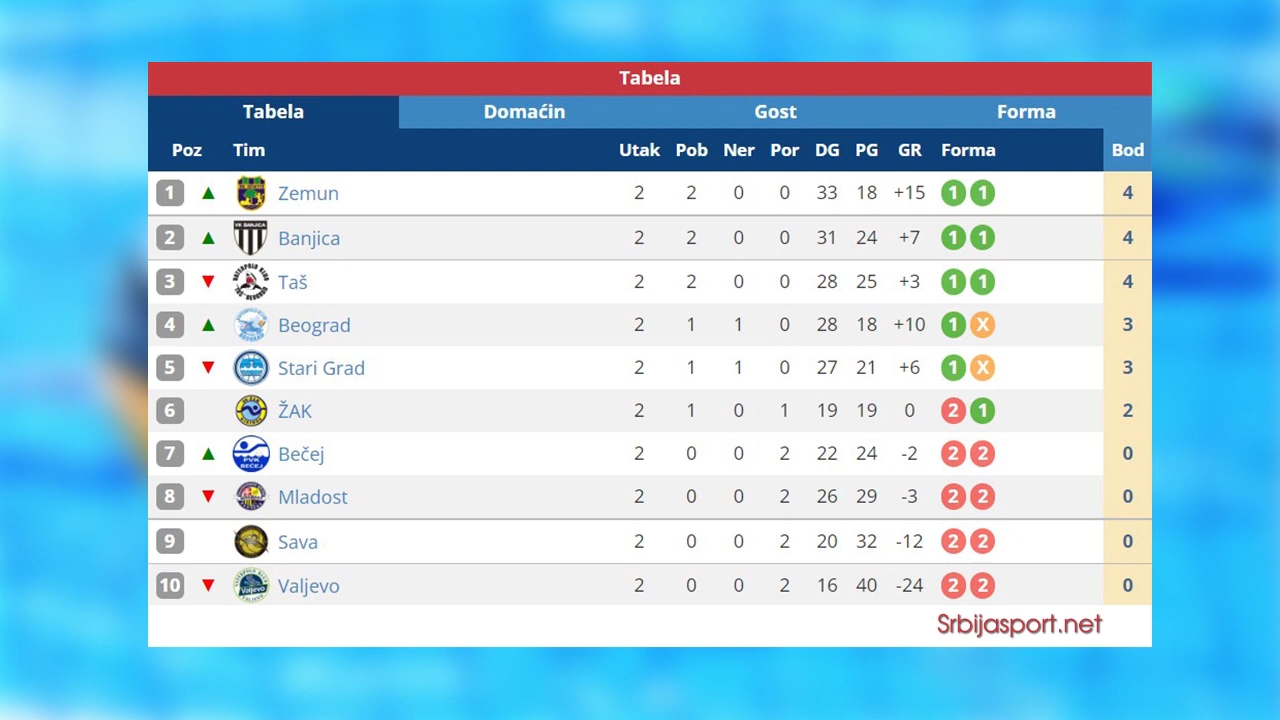 Tabela
Tabela Domaćin Gost Forma
Poz Tim Utak Pob Ner Por DG PG GR Forma Bod
1 ▲ Zemun 2 2 0 0 33 18 +15 1 1 4
2 ▲ VK BANJICA Banjica 2 2 0 0 31 24 +7 1 1 4
3 ▼ Taš 2 2 0 0 28 25 +3 1 1 4
4 ▲ BEOGRAD Beograd 2 1 1 0 28 18 +10 1 X 3
5 ▼ Stari Grad 2 1 1 0 27 21 +6 1 X 3
6 ŽAK 2 1 0 1 19 19 0 2 1 2
7 ▲ PVK BEČEJ Bečej 2 0 0 2 22 24 -2 2 2 0
8 ▼ Mladost 2 0 0 2 26 29 -3 2 2 0
9 Sava 2 0 0 2 20 32 -12 2 2 0
10 ▼ Valjevo Valjevo 2 0 0 2 16 40 -24 2 2 0
Srbijasport.net